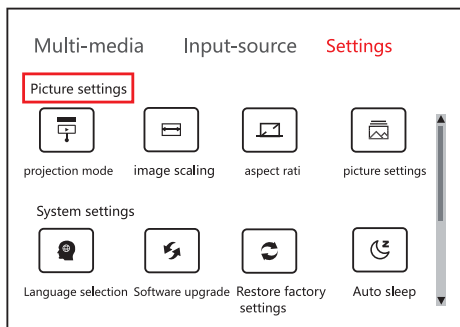 Multi-media Input-source Settings
Picture settings
projection mode image scaling aspect rati picture settings
System settings
Language selection Software upgrade Restore factory settings Auto sleep